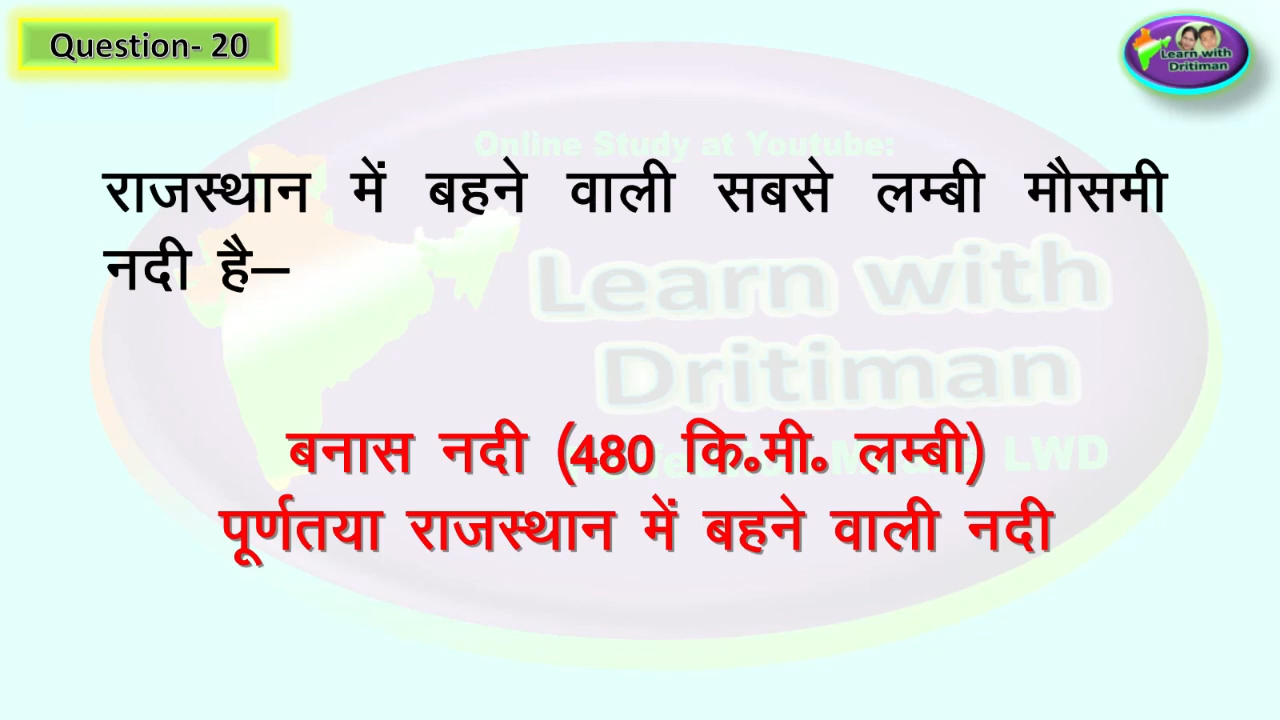 Question- 20
Learn with
Dritiman
Online Study at Youtube:
राजस्थान में बहने वाली सबसे लम्बी मौसमी
नदी है–
Learn with
Dritiman
बनास नदी (480 कि॰मी॰ लम्बी)
LWD
पूर्णतया राजस्थान में बहने वाली नदी